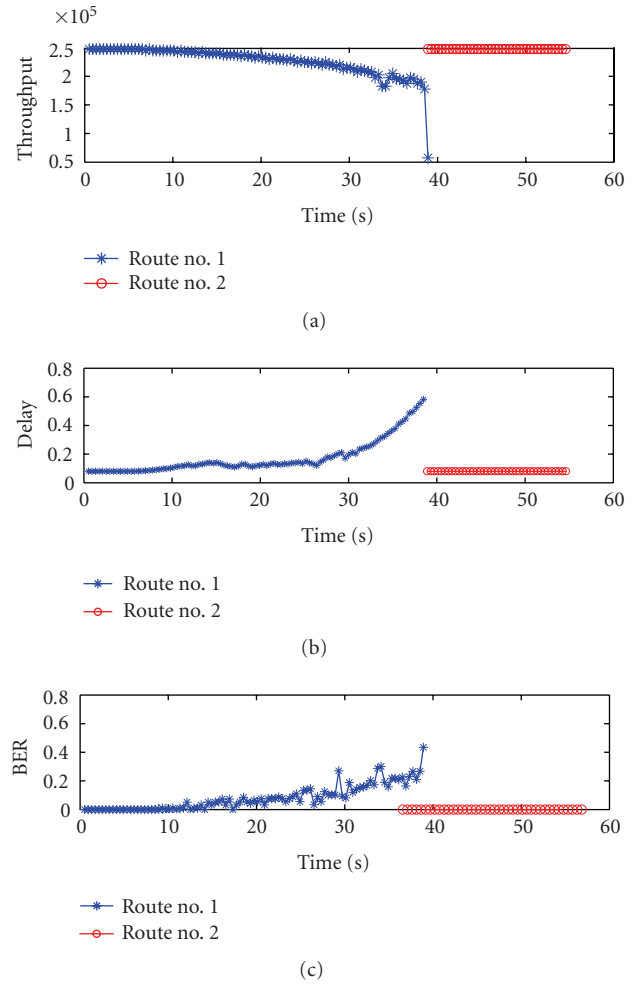 ×10⁵
2.5
2
1.5
1
0.5
Throughput
0 10 20 30 40 50 60
Time (s)
Route no. 1
Route no. 2
(a)
0.8
0.6
0.4
0.2
0
Delay
0 10 20 30 40 50 60
Time (s)
Route no. 1
Route no. 2
(b)
0.8
0.6
0.4
0.2
0
BER
0 10 20 30 40 50 60
Time (s)
Route no. 1
Route no. 2
(c)